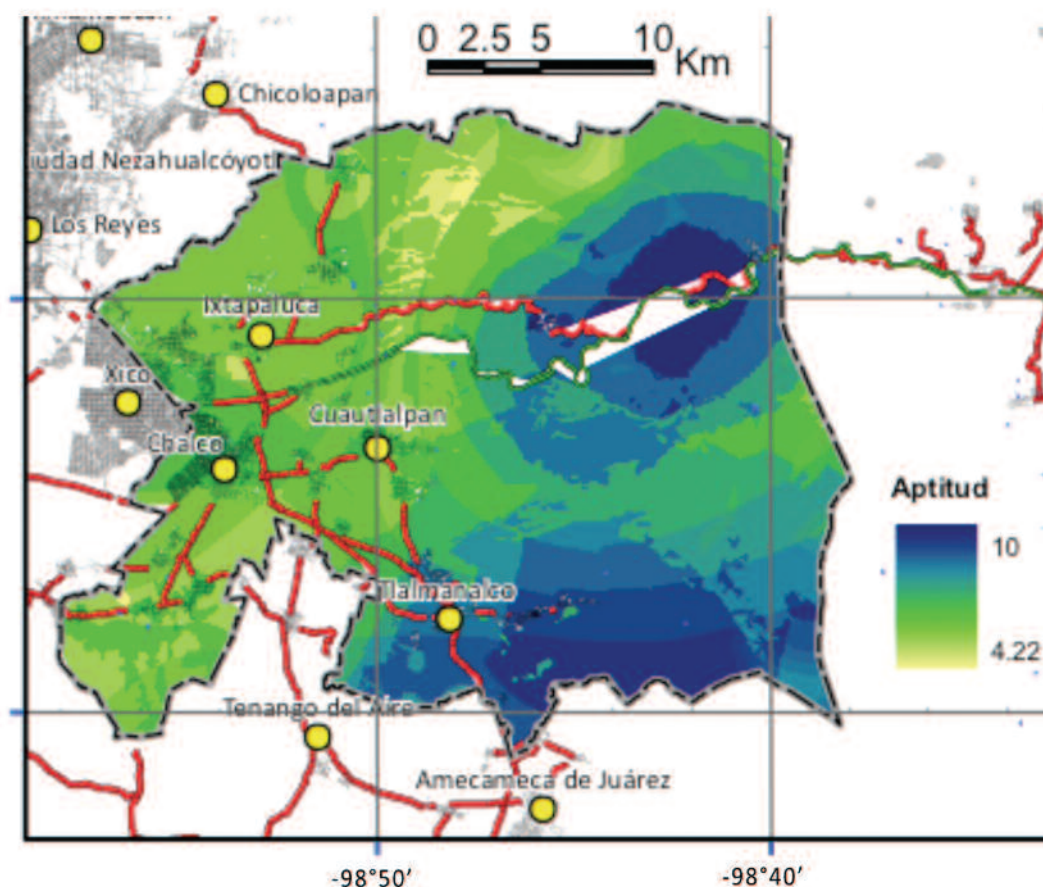 0 2.5 5 10 Km
Chicoloapan
iudad Nezahualcóyotl
Los Reyes
Ixtapaluca
Xico
Cuautlalpan
Chalco
Aptitud
10
4.22
Tlalmanalco
Tenango del Aire
Amecameca de Juárez
-98°50’
-98°40’